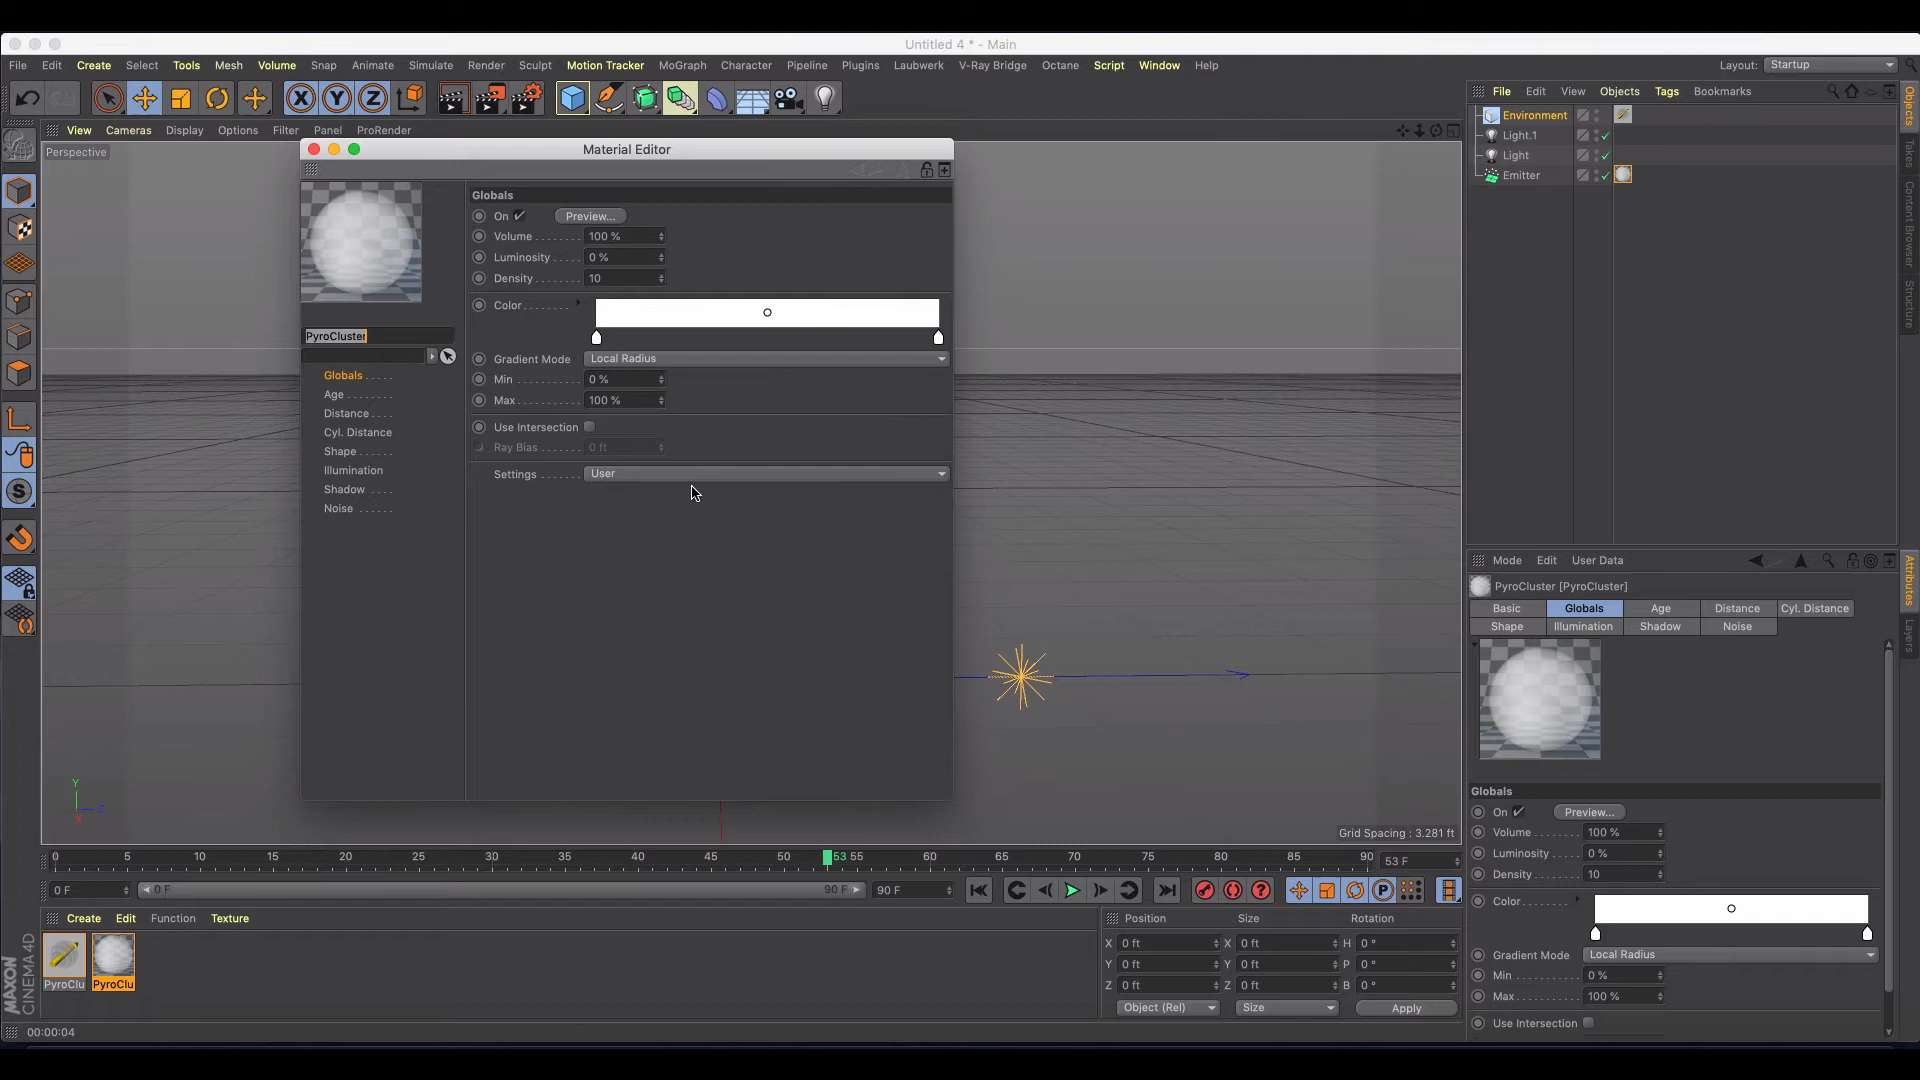 Untitled 4 * - Main
File Edit Create Select Tools Mesh Volume Snap Animate Simulate Render Sculpt Motion Tracker MoGraph Character Pipeline Plugins Laubwerk V-Ray Bridge Octane Script Window Help Layout: Startup
X Y Z
File Edit View Objects Tags Bookmarks
View Cameras Display Options Filter Panel ProRender
Perspective
Environment
Light.1
Light
Emitter
Objects
Takes
Content Browser
Structure
Material Editor
Globals
On Preview...
Volume ........ 100 %
Luminosity .... 0 %
Density ....... 10
Color ........
PyroCluster
Gradient Mode Local Radius
Min .......... 0 %
Max .......... 100 %
Use Intersection
Ray Bias ....... 0 ft
Settings ....... User
Globals .....
Age ........
Distance ....
Cyl. Distance
Shape .......
Illumination
Shadow ....
Noise ......
Y
Z
X
Grid Spacing : 3.281 ft
Mode Edit User Data
PyroCluster [PyroCluster]
Basic Globals Age Distance Cyl. Distance
Shape Illumination Shadow Noise
Attributes
Layers
Globals
On Preview...
Volume ........ 100 %
Luminosity .... 0 %
Density ....... 10
Color ........
Gradient Mode Local Radius
Min .......... 0 %
Max .......... 100 %
Use Intersection
0 5 10 15 20 25 30 35 40 45 50 53 55 60 65 70 75 80 85 90 53 F
0 F 0 F 90 F 90 F
P
Create Edit Function Texture
PyroClu PyroClu
MAXON CINEMA 4D
Position Size Rotation
X 0 ft X 0 ft H 0 °
Y 0 ft Y 0 ft P 0 °
Z 0 ft Z 0 ft B 0 °
Object (Rel) Size Apply
00:00:04